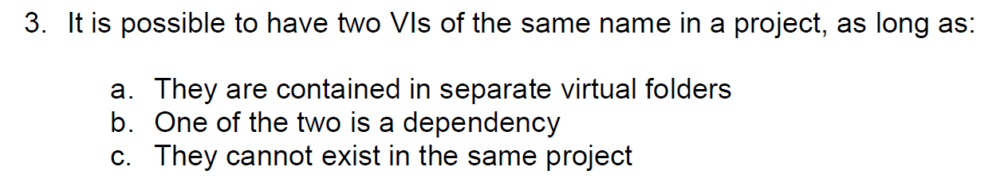 3. It is possible to have two VIs of the same name in a project, as long as:
a. They are contained in separate virtual folders
b. One of the two is a dependency
c. They cannot exist in the same project